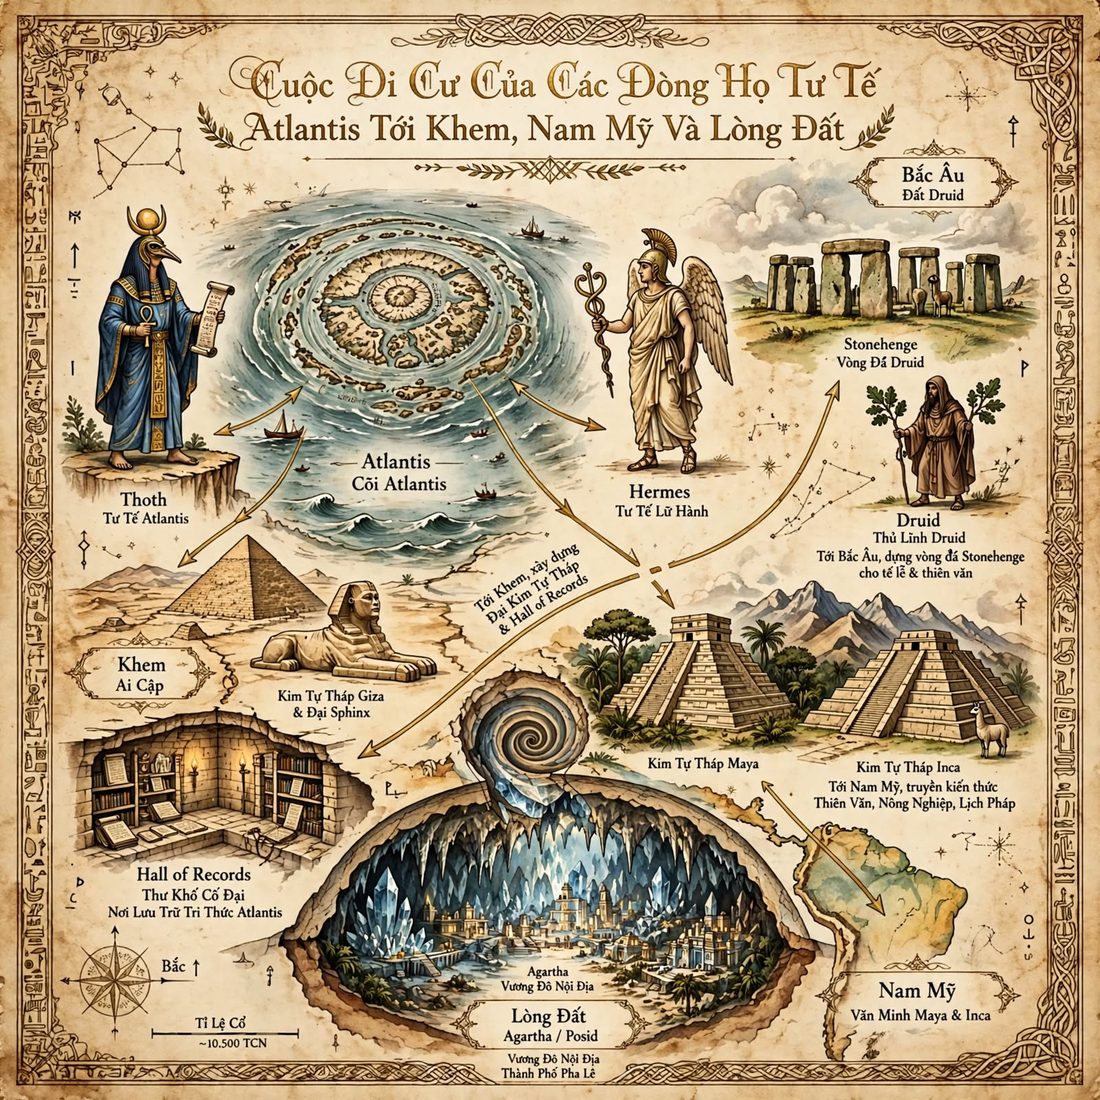 Cuộc Di Cư Của Các Dòng Họ Tư Tế
Atlantis Tới Khem, Nam Mỹ Và Lòng Đất
Bắc Âu
Đất Druid
Stonehenge
Vòng Đá Druid
Atlantis
Cõi Atlantis
Thoth
Tư Tế Atlantis
Hermes
Tư Tế Lữ Hành
Druid
Thủ Lĩnh Druid
Tới Bắc Âu, dựng vòng đá Stonehenge
cho tế lễ & thiên văn
Tới Khem, xây dựng
Đại Kim Tự Tháp
& Hall of Records
Khem
Ai Cập
Kim Tự Tháp Giza
& Đại Sphinx
Kim Tự Tháp Maya
Kim Tự Tháp Inca
Tới Nam Mỹ, truyền kiến thức
Thiên Văn, Nông Nghiệp, Lịch Pháp
Hall of Records
Thư Khố Cổ Đại
Nơi Lưu Trữ Tri Thức Atlantis
Bắc
Tỉ Lệ Cổ
~10.500 TCN
Agartha
Vương Đô Nội Địa
Lòng Đất
Agartha / Posid
Vương Đô Nội Địa
Thành Phố Pha Lê
Nam Mỹ
Văn Minh Maya & Inca